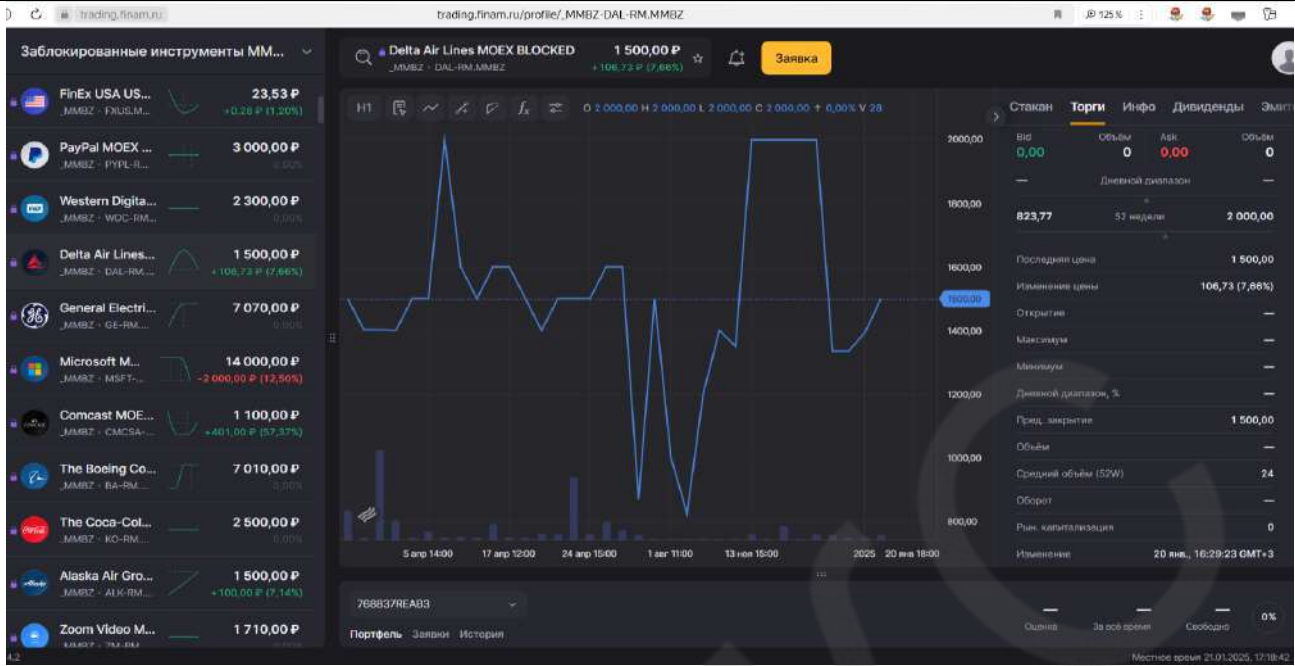 trading.finam.ru
trading.finam.ru/profile/_MMBZ-DAL-RM.MMBZ
125 %
Заблокированные инструменты ММ...
FinEx USA US...
23,53 ₽
_MMBZ · FXUS.M...
+0,28 ₽ (1,20%)
PayPal MOEX ...
3 000,00 ₽
_MMBZ · PYPL-R...
0,00%
Western Digita...
2 300,00 ₽
_MMBZ · WDC-RM...
0,00%
Delta Air Lines...
1 500,00 ₽
_MMBZ · DAL-RM....
+106,73 ₽ (7,66%)
General Electri...
7 070,00 ₽
_MMBZ · GE-RM....
0,00%
Microsoft M...
14 000,00 ₽
_MMBZ · MSFT-...
-2 000,00 ₽ (12,50%)
Comcast MOE...
1 100,00 ₽
_MMBZ · CMCSA-...
+401,00 ₽ (57,37%)
The Boeing Co...
7 010,00 ₽
_MMBZ · BA-RM....
0,00%
The Coca-Col...
2 500,00 ₽
_MMBZ · KO-RM....
0,00%
Alaska Air Gro...
1 500,00 ₽
_MMBZ · ALK-RM...
+100,00 ₽ (7,14%)
Zoom Video M...
1 710,00 ₽
4.2
Delta Air Lines MOEX BLOCKED
1 500,00 ₽
_MMBZ · DAL-RM.MMBZ
+106,73 ₽ (7,66%)
Заявка
H1
O 2 000,00 H 2 000,00 L 2 000,00 C 2 000,00 + 0,00% V 28
2000,00
1800,00
1600,00
1500,00
1400,00
1200,00
1000,00
800,00
5 апр 14:00
17 апр 12:00
24 апр 15:00
1 авг 11:00
13 ноя 15:00
2025
20 янв 18:00
768837REA83
Портфель Заявки История
Стакан Торги Инфо Дивиденды Эмит
Bid Объём Ask Объём
0,00 0 0,00 0
— Дневной диапазон —
823,77 52 недели 2 000,00
Последняя цена 1 500,00
Изменение цены 106,73 (7,66%)
Открытие —
Максимум —
Минимум —
Дневной диапазон, % —
Пред. закрытие 1 500,00
Объём —
Средний объём (52W) 24
Оборот —
Рын. капитализация 0
Изменение 20 янв., 16:29:23 GMT+3
— — —
Оценка За всё время Свободно
0%
Местное время 21.01.2025, 17:18:42